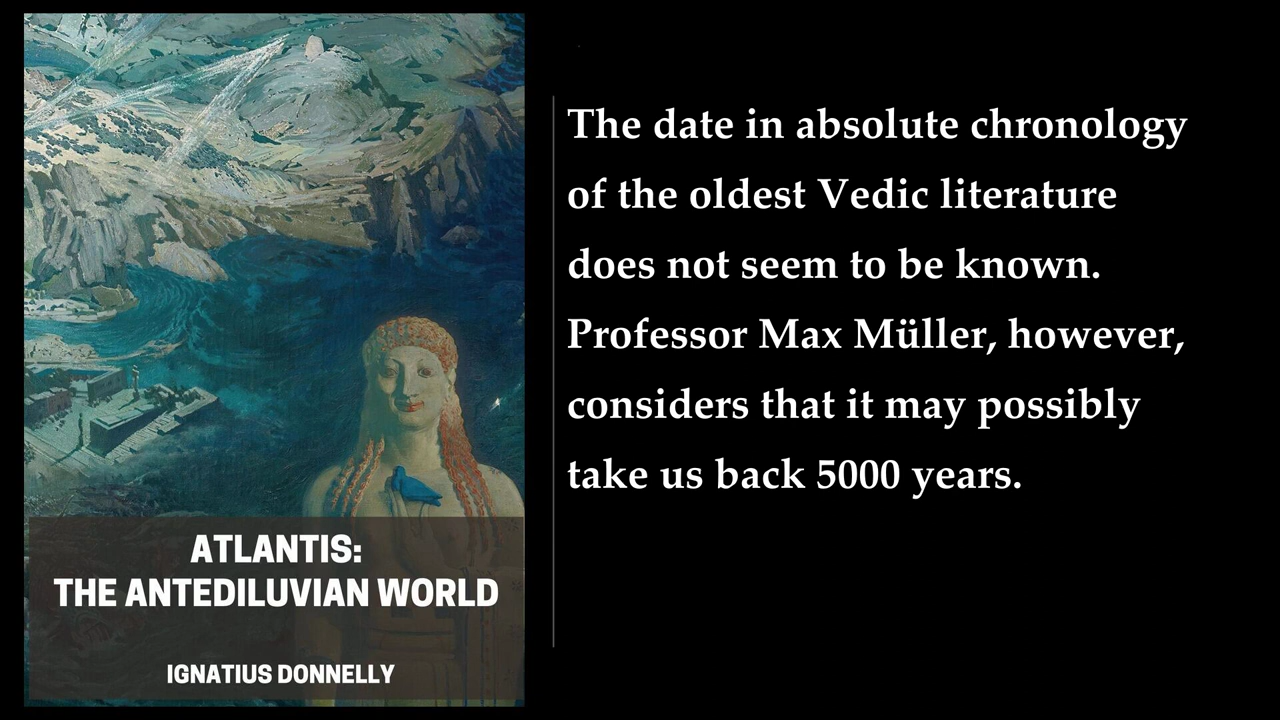 ATLANTIS:
THE ANTEDILUVIAN WORLD
IGNATIUS DONNELLY
The date in absolute chronology
of the oldest Vedic literature
does not seem to be known.
Professor Max Müller, however,
considers that it may possibly
take us back 5000 years.